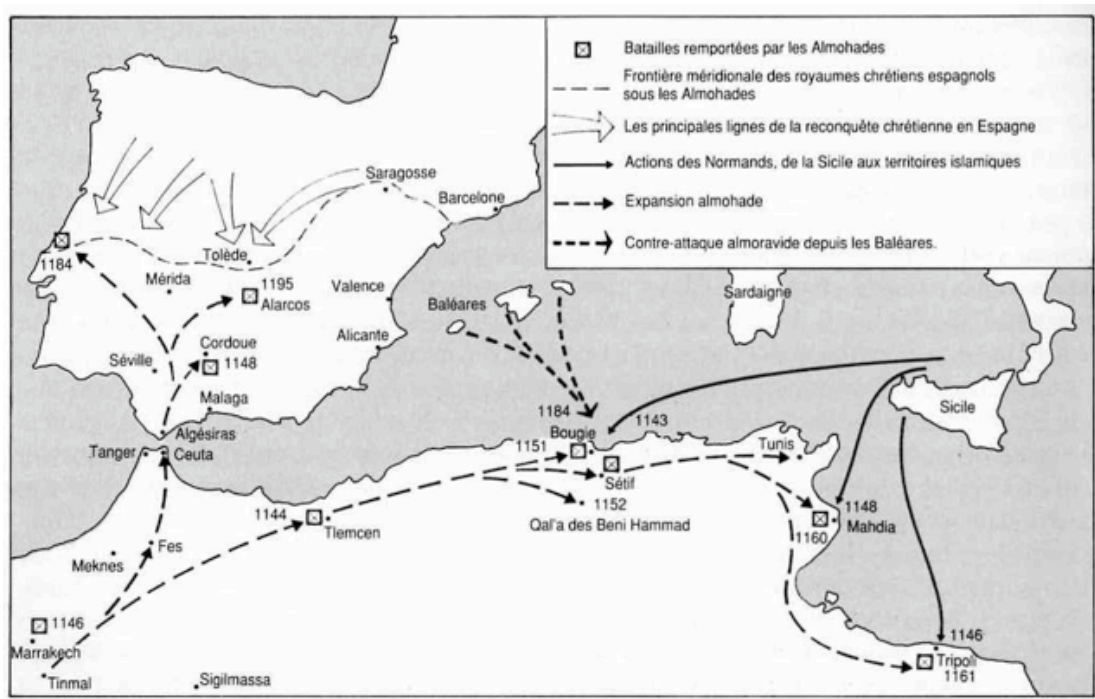 Batailles remportées par les Almohades
Frontière méridionale des royaumes chrétiens espagnols
sous les Almohades
Les principales lignes de la reconquête chrétienne en Espagne
Actions des Normands, de la Sicile aux territoires islamiques
Expansion almohade
Contre-attaque almoravide depuis les Baléares.
Saragosse
Barcelone
1184
Tolède
Mérida
1195
Alarcos
Valence
Baléares
Sardaigne
Cordoue
1148
Alicante
Séville
Malaga
Sicile
Algésiras
Tanger
Ceuta
1184
Bougie
1143
1151
Tunis
Sétif
1152
Qal'a des Beni Hammad
1144
Tlemcen
1148
Mahdia
1160
Fes
Meknes
1146
Marrakech
Tinmal
Sigilmassa
1146
Tripoli
1161